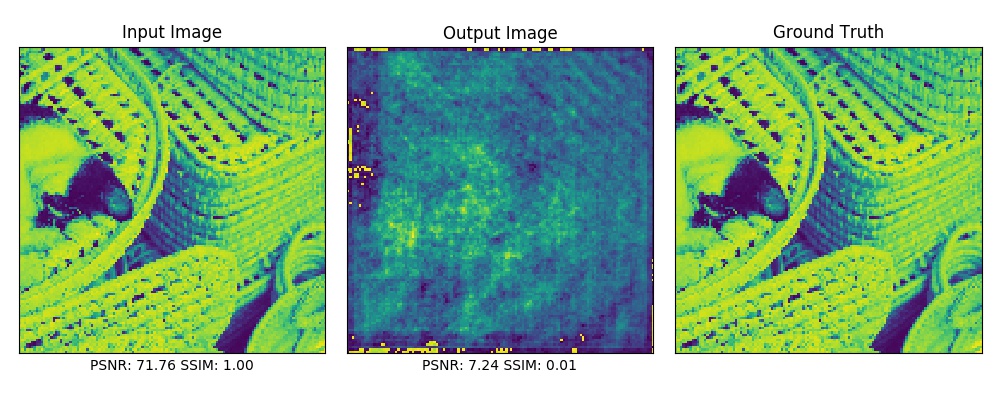 Input Image
Output Image
Ground Truth
PSNR: 71.76 SSIM: 1.00
PSNR: 7.24 SSIM: 0.01